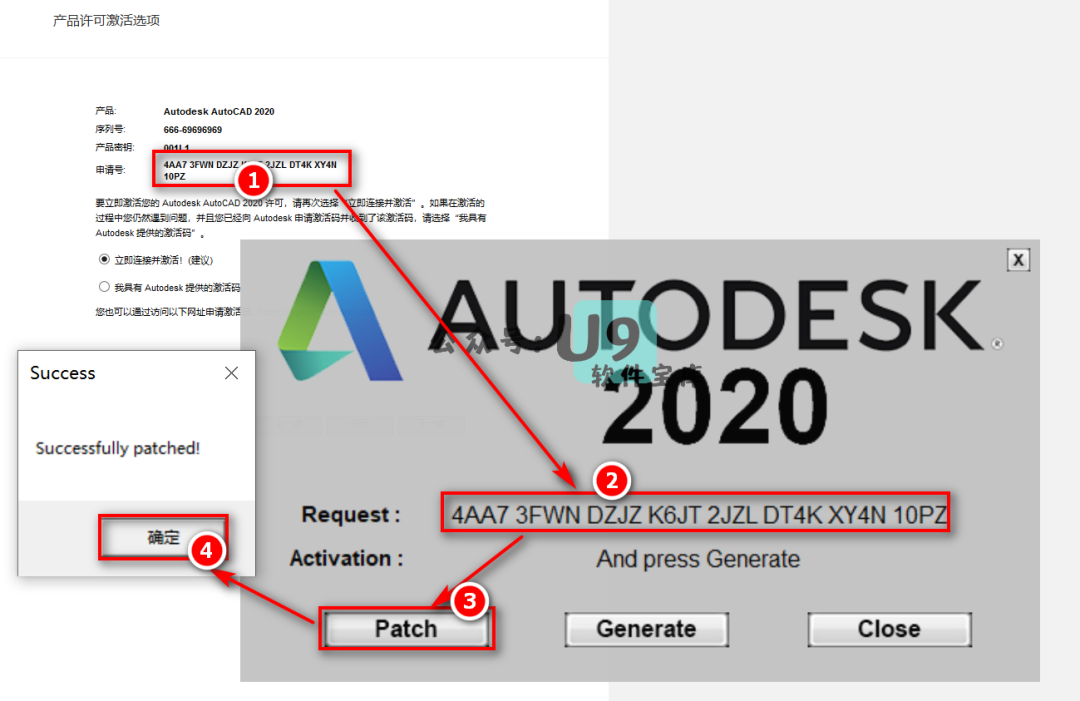 产品许可激活选项
产品: Autodesk AutoCAD 2020
序列号: 666-69696969
产品密钥: 001L1
申请号: 4AA7 3FWN DZJZ 2JZL DT4K XY4N
10PZ
1
要立即激活您的 Autodesk AutoCAD 2020 许可，请再次选择“立即连接并激活”。如果在激活的
过程中您仍然遇到问题，并且您已经向 Autodesk 申请激活码并收到了该激活码，请选择“我具有
Autodesk 提供的激活码”。
立即连接并激活! (建议)
我具有 Autodesk 提供的激活码
您也可以通过访问以下网址申请激活
X
AUTODESK
公众号:U9
软件宝库
2020
Success
Successfully patched!
确定
4
2
Request : 4AA7 3FWN DZJZ K6JT 2JZL DT4K XY4N 10PZ
Activation : And press Generate
3
Patch Generate Close